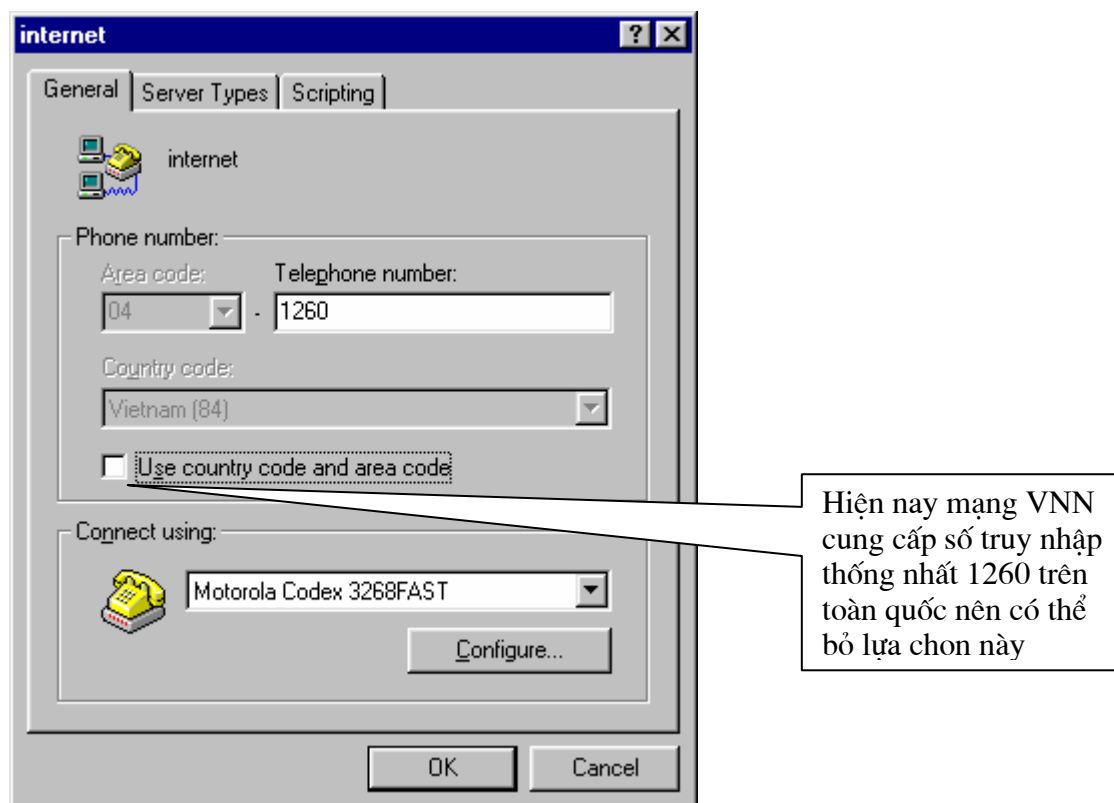 internet
General Server Types Scripting
internet
Phone number:
Area code: Telephone number:
04 - 1260
Country code:
Vietnam (84)
Use country code and area code
Hiện nay mạng VNN
cung cấp số truy nhập
thống nhất 1260 trên
toàn quốc nên có thể
bỏ lựa chon này
Connect using:
Motorola Codex 3268FAST
Configure...
OK Cancel